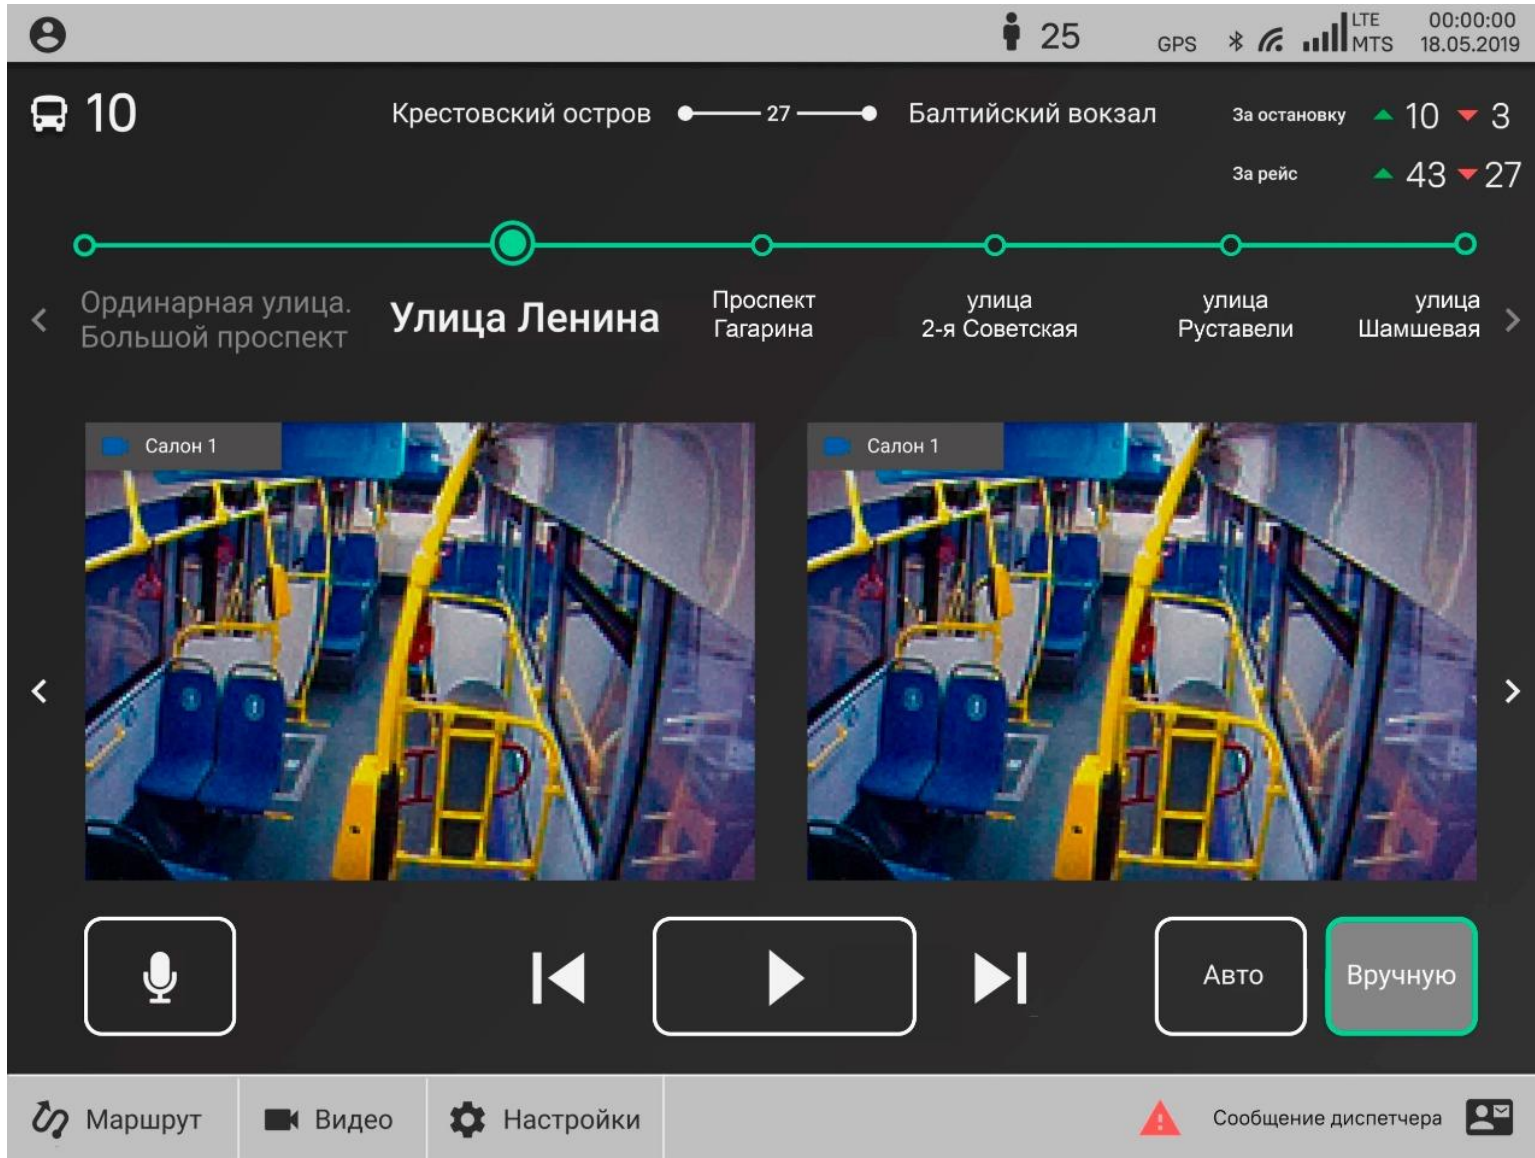 25 GPS LTE 00:00:00
MTS 18.05.2019
10 Крестовский остров 27 Балтийский вокзал За остановку 10 3
За рейс 43 27
Ординарная улица.
Большой проспект
Улица Ленина
Проспект
Гагарина
улица
2-я Советская
улица
Руставели
улица
Шамшевая
Салон 1
Салон 1
Авто
Вручную
Маршрут
Видео
Настройки
Сообщение диспетчера